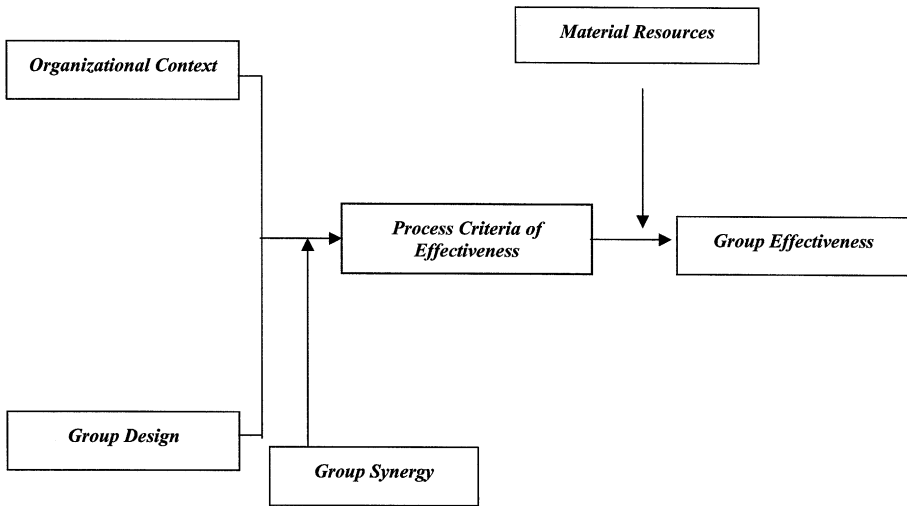 Material Resources
Organizational Context
Process Criteria of
Effectiveness
Group Effectiveness
Group Design
Group Synergy